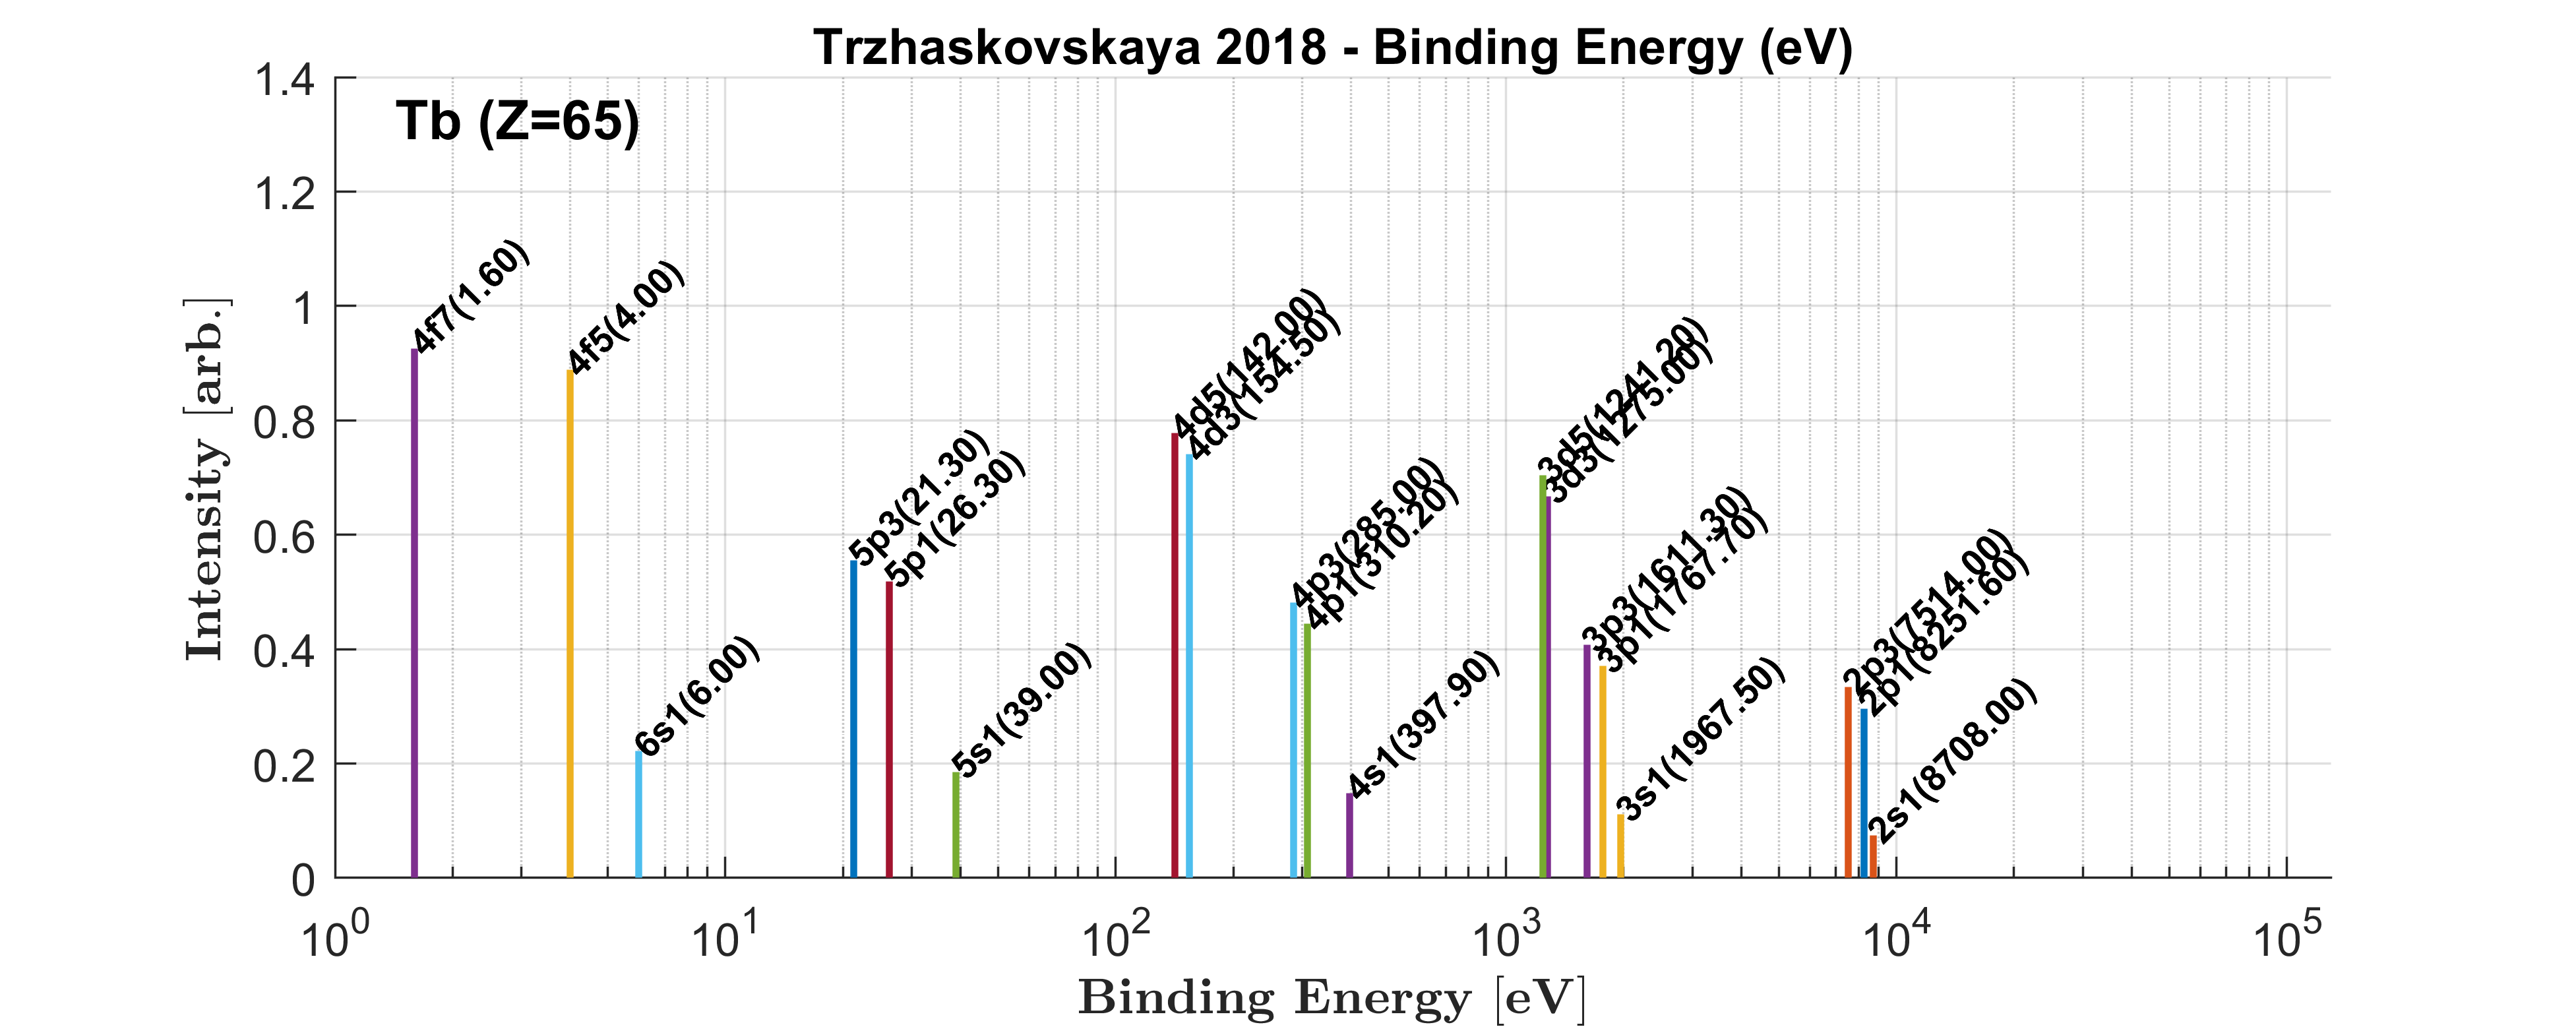 Trzhaskovskaya 2018 - Binding Energy (eV)
Tb (Z=65)
Intensity [arb.]
1.4
1.2
1
0.8
0.6
0.4
0.2
0
4f7(1.60)
4f5(4.00)
6s1(6.00)
5p3(21.30)
5p1(26.30)
5s1(39.00)
4d5(142.00)
4d3(154.50)
4p3(285.00)
4p1(310.20)
4s1(397.90)
3d5(1241.20)
3d3(1275.00)
3p3(1611.30)
3p1(1767.70)
3s1(1967.50)
2p3(7514.00)
2p1(8251.60)
2s1(8708.00)
10^0 10^1 10^2 10^3 10^4 10^5
Binding Energy [eV]